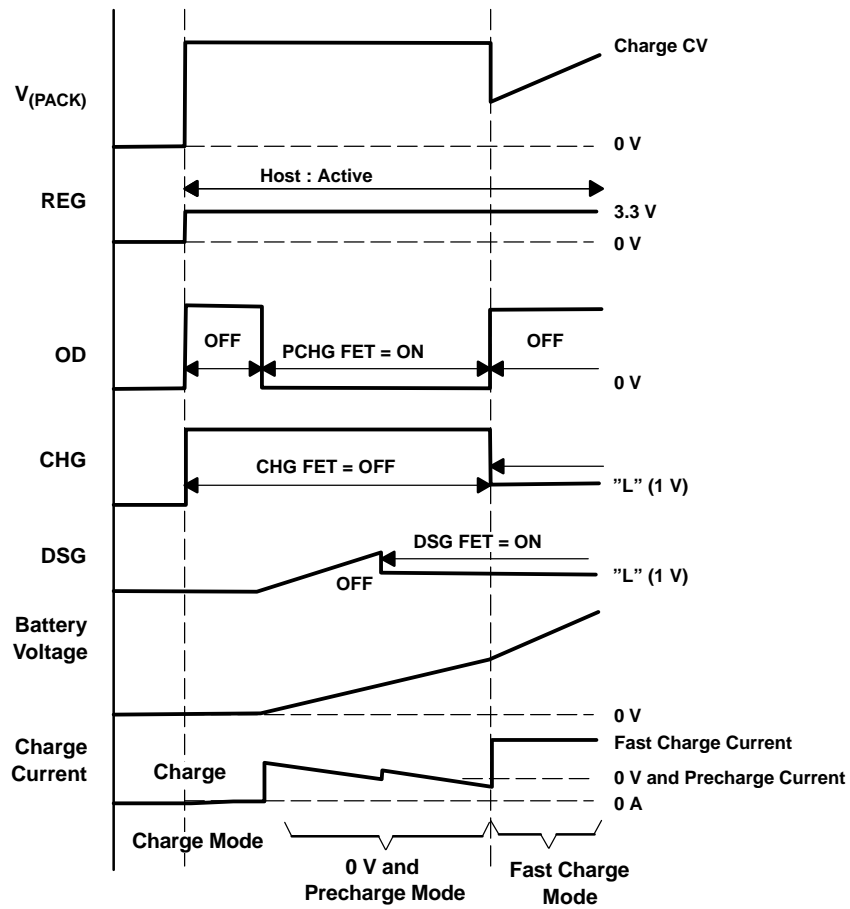 Charge CV
V(PACK)
0 V
Host : Active
REG
3.3 V
0 V
OFF
PCHG FET = ON
OFF
OD
0 V
CHG
CHG FET = OFF
”L” (1 V)
DSG FET = ON
DSG
OFF
”L” (1 V)
Battery
Voltage
0 V
Fast Charge Current
Charge
Current
Charge
0 V and Precharge Current
0 A
Charge Mode
0 V and
Precharge Mode
Fast Charge
Mode